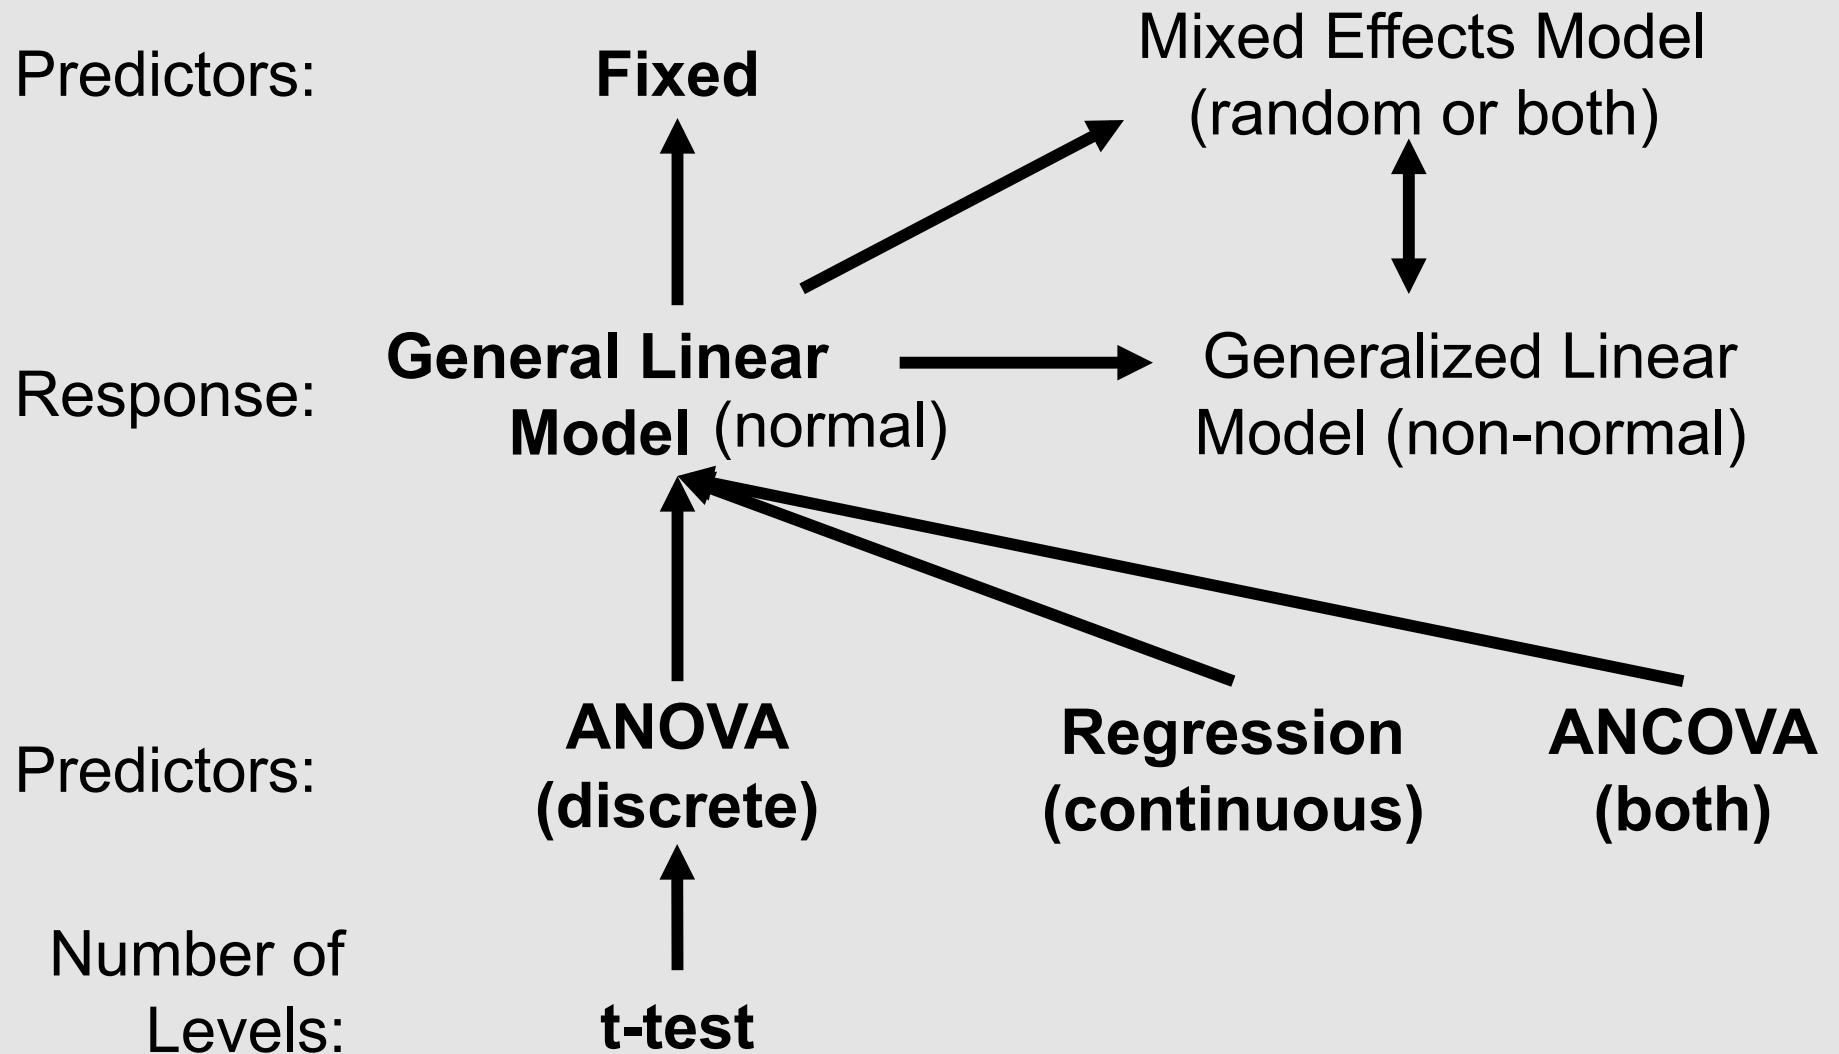 Predictors:
Fixed
Mixed Effects Model
(random or both)
Response:
General Linear
Model (normal)
Generalized Linear
Model (non-normal)
Predictors:
ANOVA
(discrete)
Regression
(continuous)
ANCOVA
(both)
Number of
Levels:
t-test